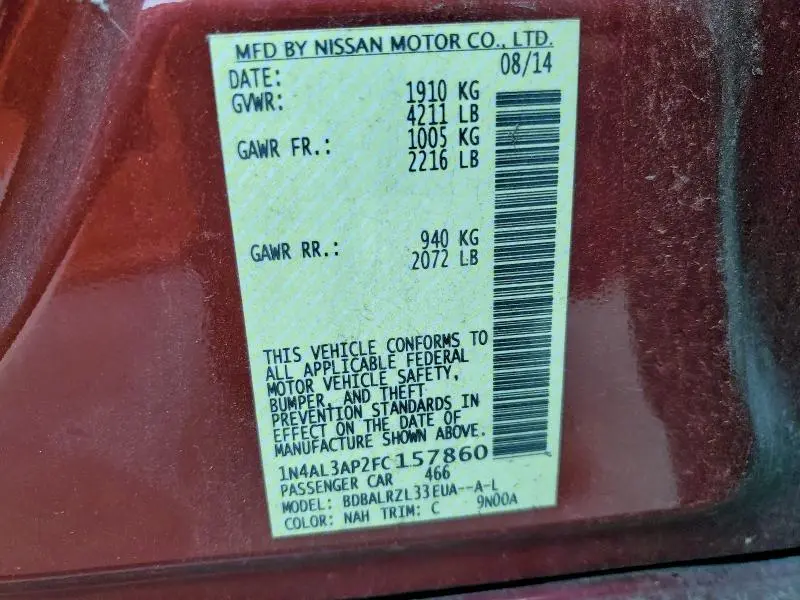 MFD BY NISSAN MOTOR CO., LTD.
DATE: 08/14
GVWR: 1910 KG
4211 LB
GAWR FR.: 1005 KG
2216 LB
GAWR RR.: 940 KG
2072 LB
THIS VEHICLE CONFORMS TO
ALL APPLICABLE FEDERAL
MOTOR VEHICLE SAFETY,
BUMPER, AND THEFT
PREVENTION STANDARDS IN
EFFECT ON THE DATE OF
MANUFACTURE SHOWN ABOVE.
1N4AL3AP2FC157860
PASSENGER CAR 466
MODEL: BDBALRZL33EUA--A-L
COLOR: NAH TRIM: C 9N00A